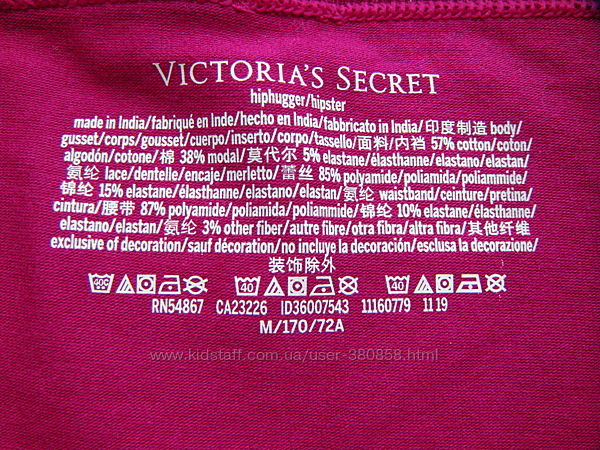 VICTORIA'S SECRET
hiphugger/hipster
made in India/fabriqué en Inde/hecho en India/fabbricato in India/印度制造 body/
gusset/corps/gousset/cuerpo/inserto/corpo/tassello/面料/内裆 57% cotton/coton/
algodón/cotone/棉 38% modal/莫代尔 5% elastane/élasthanne/elastano/elastan/
氨纶 lace/dentelle/encaje/merletto/蕾丝 85% polyamide/poliamida/poliammide/
锦纶 15% elastane/élasthanne/elastano/elastan/氨纶 waistband/ceinture/pretina/
cintura/腰带 87% polyamide/poliamida/poliammide/锦纶 10% elastane/élasthanne/
elastano/elastan/氨纶 3% other fiber/autre fibre/otra fibra/altra fibra/其他纤维
exclusive of decoration/sauf décoration/no incluye la decoración/esclusa la decorazione/
装饰除外
40C 40 40
RN54867 CA23226 ID36007543 11160779 11 19
M/170/72A
www.kidstaff.com.ua/user-380858.html